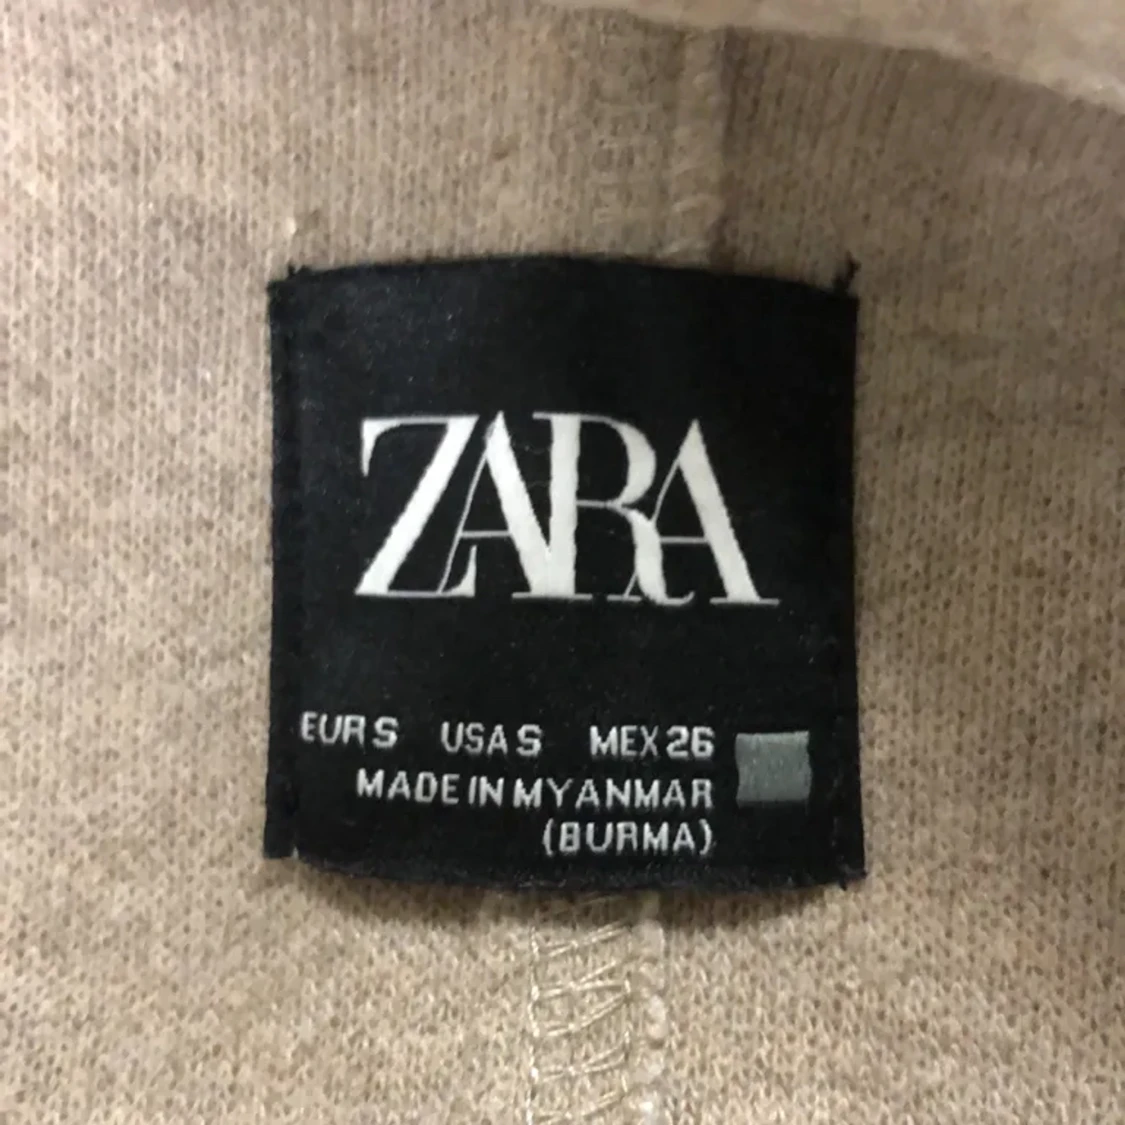 ZARA
EUR S USA S MEX 26
MADE IN MYANMAR
(BURMA)